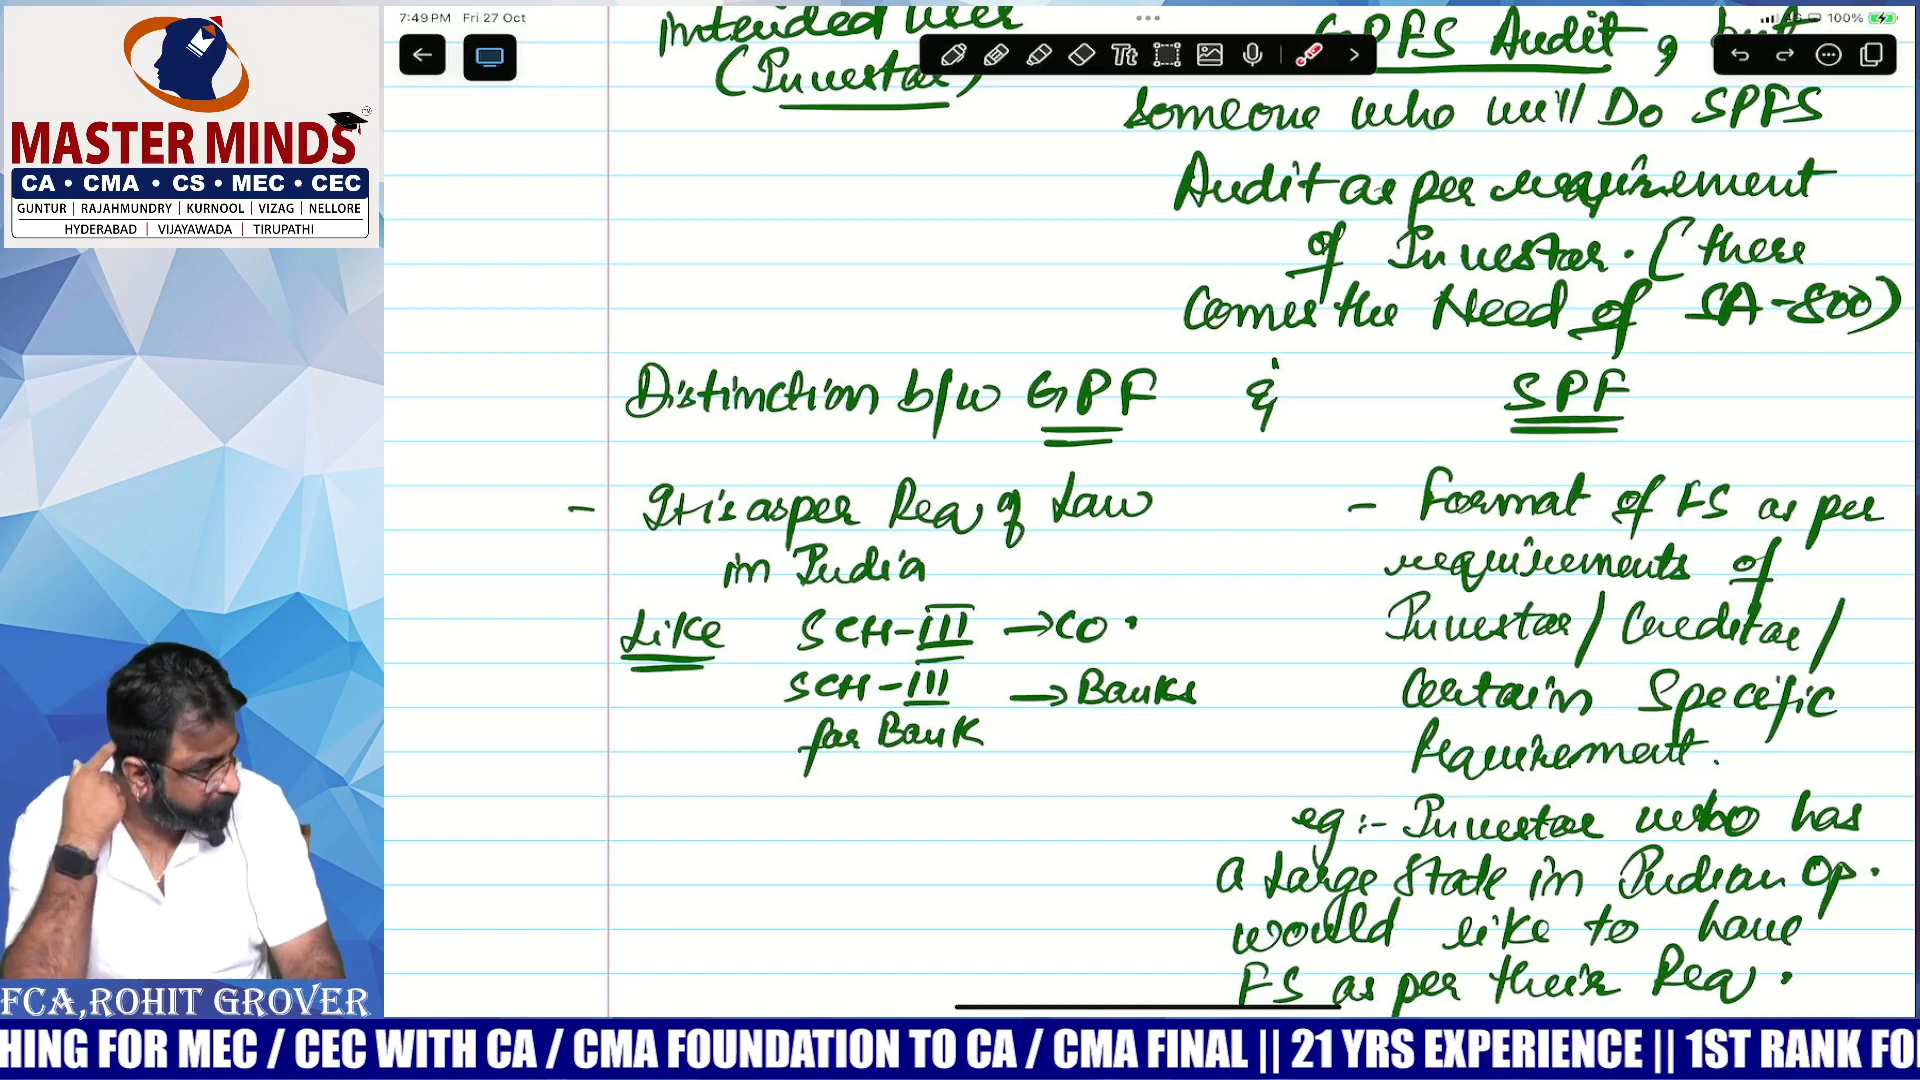 7:49 PM Fri 27 Oct
100%
Tt
MASTER MINDS
CA • CMA • CS • MEC • CEC
GUNTUR | RAJAHMUNDRY | KURNOOL | VIZAG | NELLORE
HYDERABAD | VIJAYAWADA | TIRUPATHI
intended user
(Investor)
GPFS Audit, but
someone who will Do SPFS
Audit as per requirement
of Investor. (there
Comes the Need of SA-800)
Distinction b/w GPF & SPF
- It is as per Req of Law
in India
Like SCH-III → CO.
SCH-III → Banks
for Bank
- Format of FS as per
requirements of
Investor / Creditor /
Certain Specific
Requirement.
eg:- Investor who has
a Large Stake in Indian Op.
would like to have
FS as per their Req.
FCA,ROHIT GROVER
HING FOR MEC / CEC WITH CA / CMA FOUNDATION TO CA / CMA FINAL || 21 YRS EXPERIENCE || 1ST RANK FO